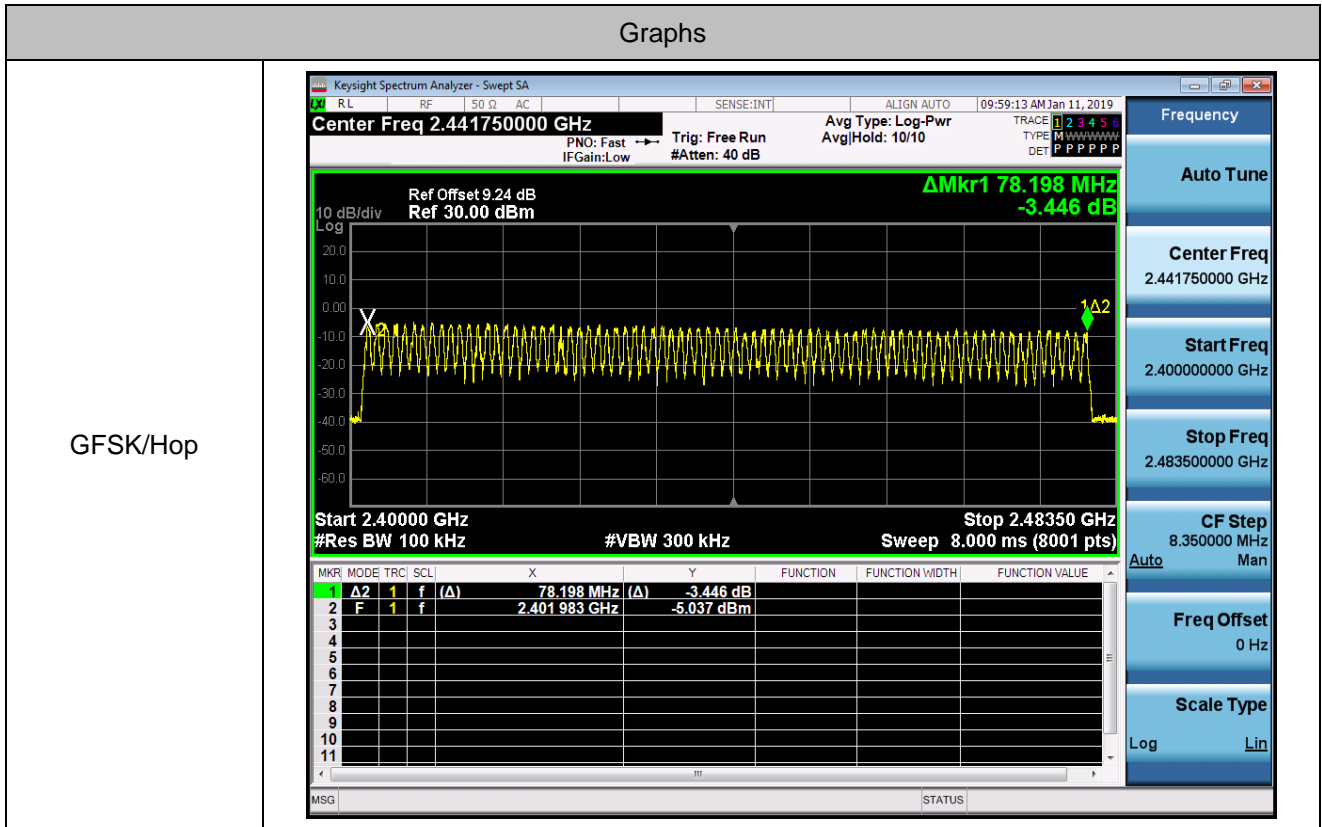 Graphs
GFSK/Hop
Keysight Spectrum Analyzer - Swept SA
LXI RL RF 50 Ω AC SENSE:INT ALIGN AUTO 09:59:13 AM Jan 11, 2019
Center Freq 2.441750000 GHz
PNO: Fast
IFGain:Low
Trig: Free Run
#Atten: 40 dB
Avg Type: Log-Pwr
Avg|Hold: 10/10
TRACE 1 2 3 4 5 6
TYPE M WWWWW
DET P P P P P P
ΔMkr1 78.198 MHz
-3.446 dB
Ref Offset 9.24 dB
10 dB/div Ref 30.00 dBm
Log
20.0
10.0
0.00
-10.0
-20.0
-30.0
-40.0
-50.0
-60.0
X2
1Δ2
Start 2.40000 GHz Stop 2.48350 GHz
#Res BW 100 kHz #VBW 300 kHz Sweep 8.000 ms (8001 pts)
MKR MODE TRC SCL X Y FUNCTION FUNCTION WIDTH FUNCTION VALUE
1 Δ2 1 f (Δ) 78.198 MHz (Δ) -3.446 dB
2 F 1 f 2.401 983 GHz -5.037 dBm
3
4
5
6
7
8
9
10
11
MSG STATUS
Frequency
Auto Tune
Center Freq
2.441750000 GHz
Start Freq
2.400000000 GHz
Stop Freq
2.483500000 GHz
CF Step
8.350000 MHz
Auto Man
Freq Offset
0 Hz
Scale Type
Log Lin